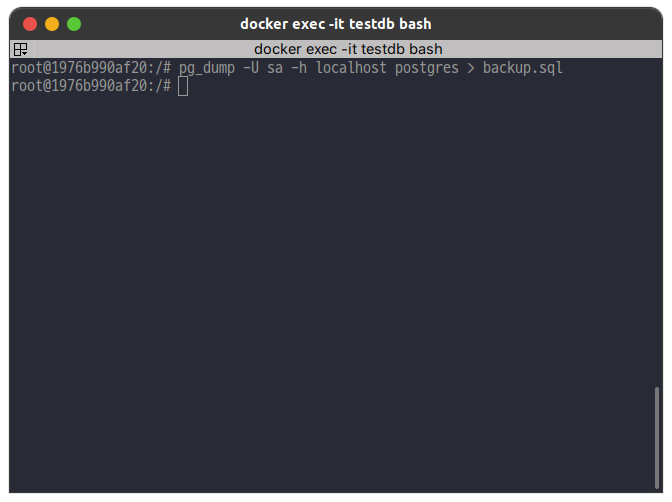 docker exec -it testdb bash
docker exec -it testdb bash
root@1976b990af20:/# pg_dump -U sa -h localhost postgres > backup.sql
root@1976b990af20:/#